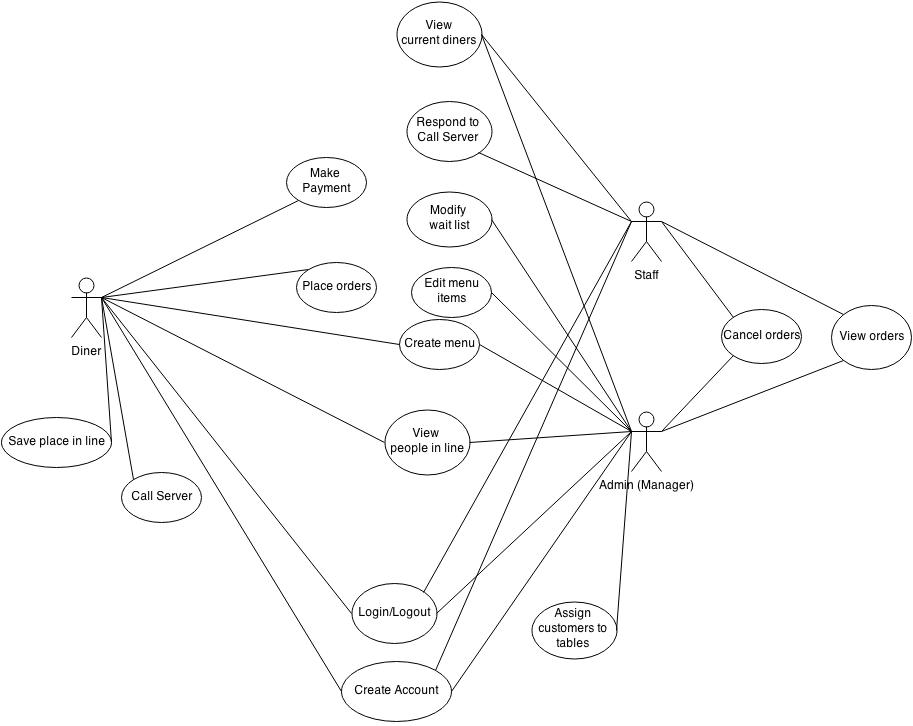 View
current diners
Respond to
Call Server
Make
Payment
Modify
wait list
Staff
Edit menu
items
Place orders
Cancel orders
View orders
Create menu
Diner
View
people in line
Save place in line
Admin (Manager)
Call Server
Login/Logout
Assign
customers to
tables
Create Account